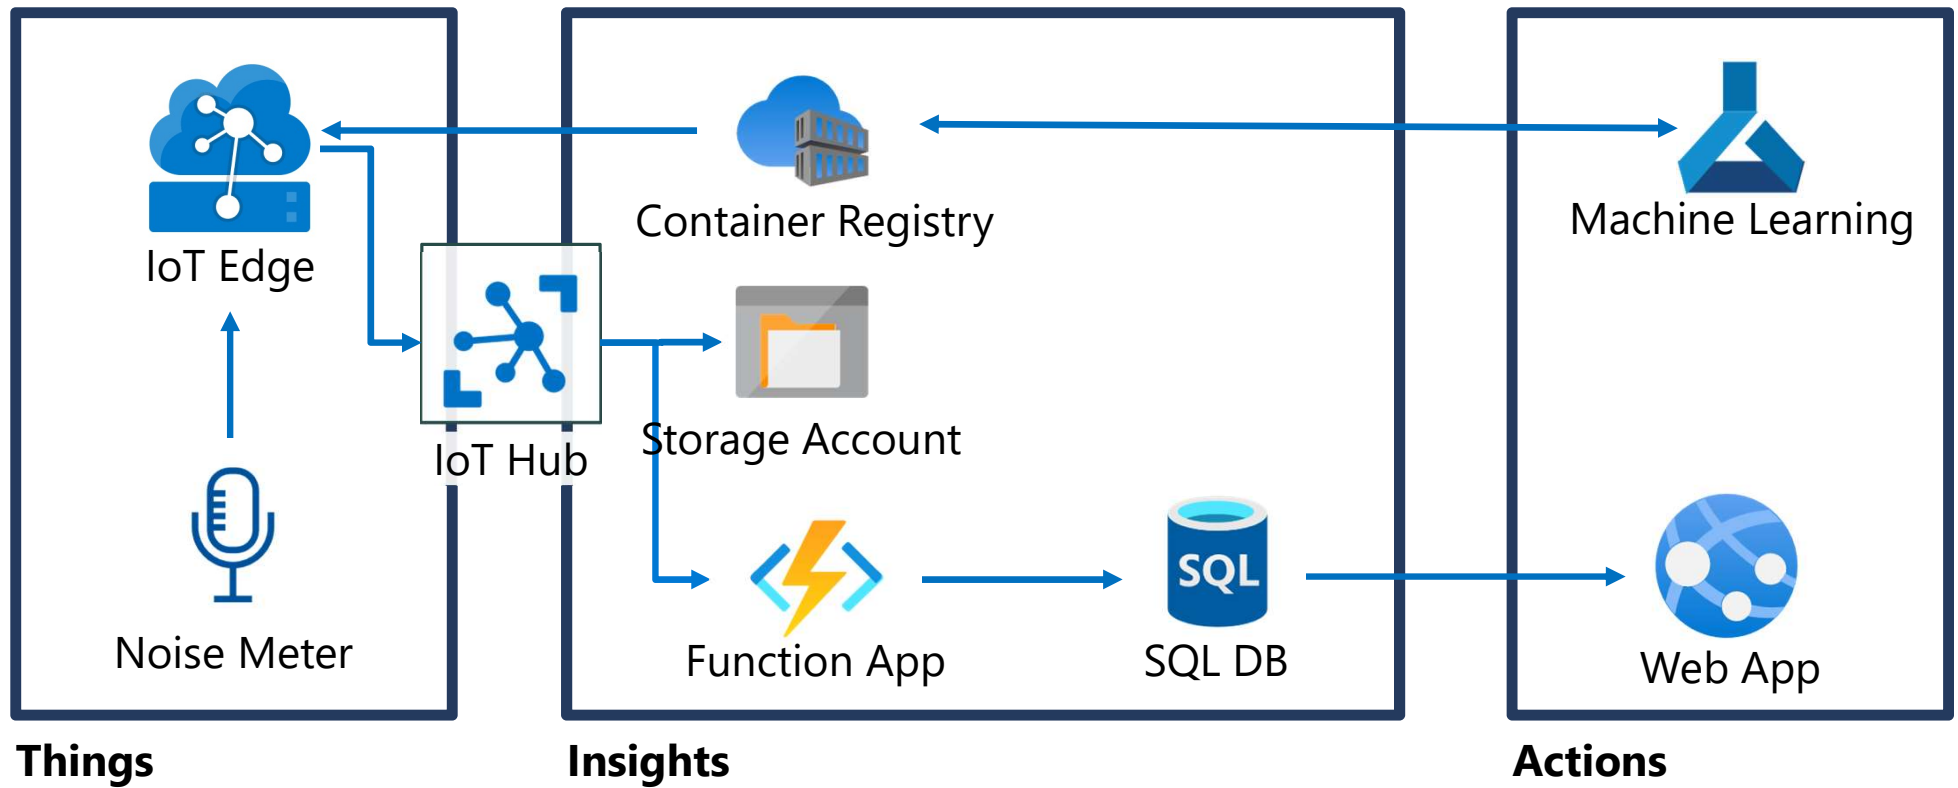 IoT Edge
Container Registry
Machine Learning
IoT Hub
Storage Account
Noise Meter
Function App
SQL
SQL DB
Web App
Things
Insights
Actions